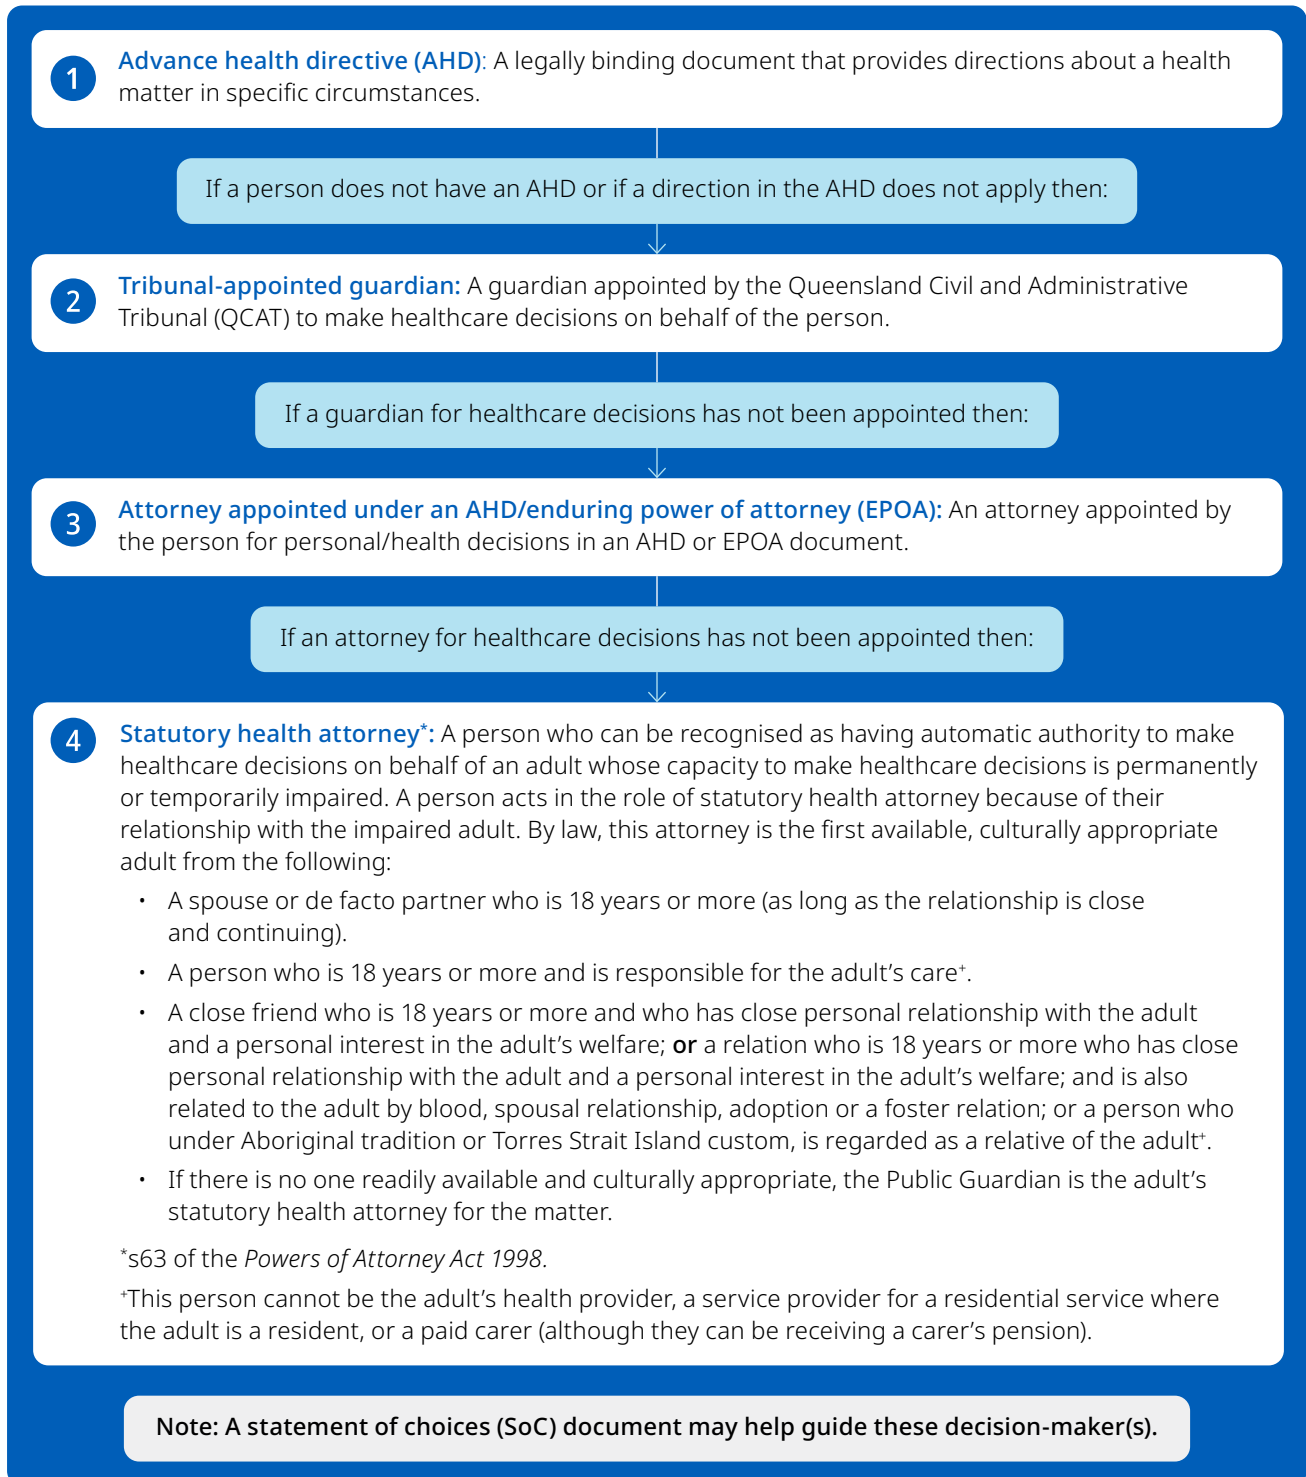 1
Advance health directive (AHD): A legally binding document that provides directions about a health
matter in specific circumstances.
If a person does not have an AHD or if a direction in the AHD does not apply then:
2
Tribunal-appointed guardian: A guardian appointed by the Queensland Civil and Administrative
Tribunal (QCAT) to make healthcare decisions on behalf of the person.
If a guardian for healthcare decisions has not been appointed then:
3
Attorney appointed under an AHD/enduring power of attorney (EPOA): An attorney appointed by
the person for personal/health decisions in an AHD or EPOA document.
If an attorney for healthcare decisions has not been appointed then:
4
Statutory health attorney*: A person who can be recognised as having automatic authority to make
healthcare decisions on behalf of an adult whose capacity to make healthcare decisions is permanently
or temporarily impaired. A person acts in the role of statutory health attorney because of their
relationship with the impaired adult. By law, this attorney is the first available, culturally appropriate
adult from the following:
• A spouse or de facto partner who is 18 years or more (as long as the relationship is close
and continuing).
• A person who is 18 years or more and is responsible for the adult’s care+.
• A close friend who is 18 years or more and who has close personal relationship with the adult
and a personal interest in the adult’s welfare; or a relation who is 18 years or more who has close
personal relationship with the adult and a personal interest in the adult’s welfare; and is also
related to the adult by blood, spousal relationship, adoption or a foster relation; or a person who
under Aboriginal tradition or Torres Strait Island custom, is regarded as a relative of the adult+.
• If there is no one readily available and culturally appropriate, the Public Guardian is the adult’s
statutory health attorney for the matter.
*s63 of the Powers of Attorney Act 1998.
+This person cannot be the adult’s health provider, a service provider for a residential service where
the adult is a resident, or a paid carer (although they can be receiving a carer’s pension).
Note: A statement of choices (SoC) document may help guide these decision-maker(s).